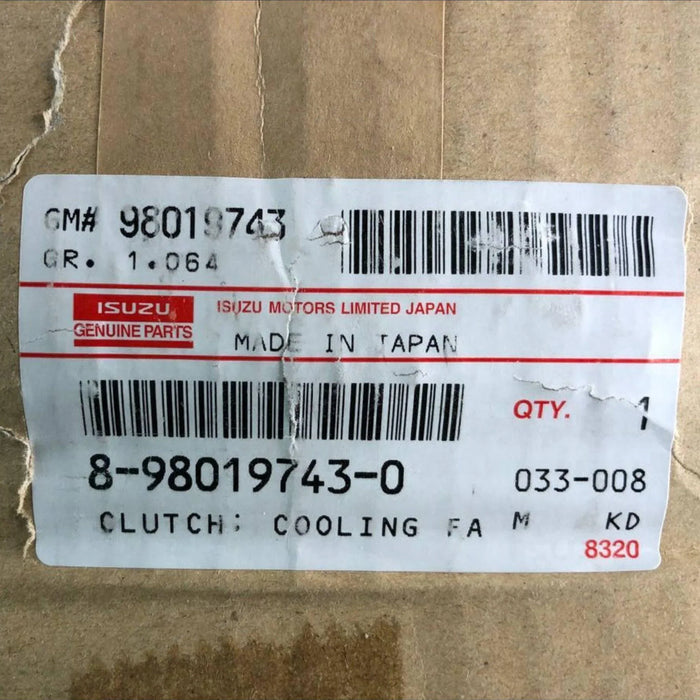 GM# 98019743
GR. 1.064
ISUZU
GENUINE PARTS
ISUZU MOTORS LIMITED JAPAN
MADE IN JAPAN
QTY. 1
8-98019743-0
033-008
CLUTCH; COOLING FA
M KD
8320